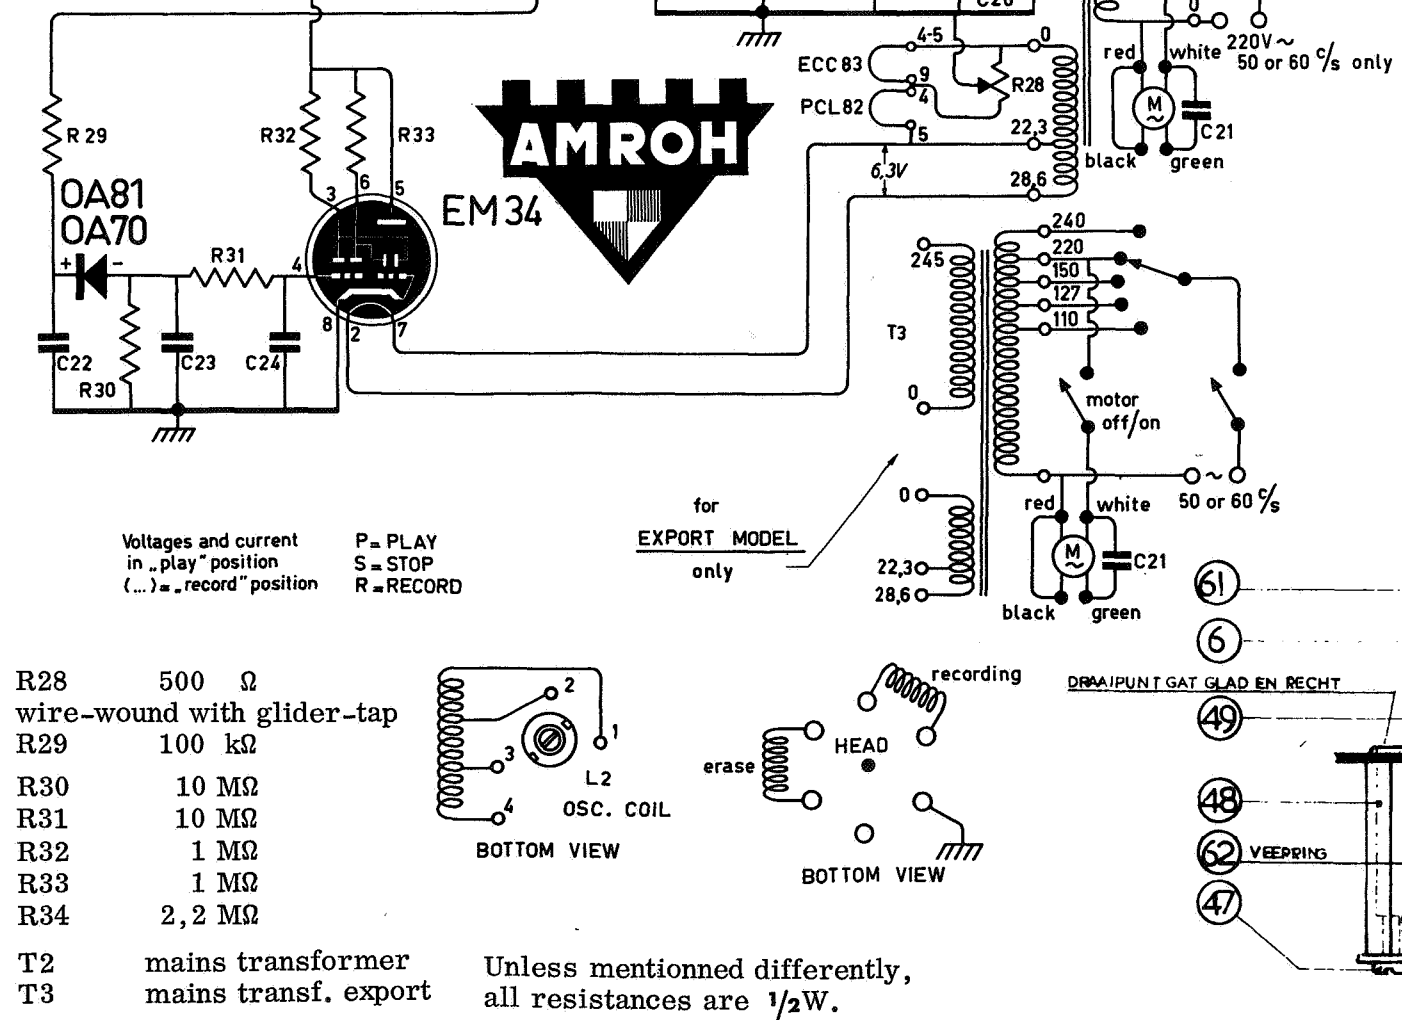 C26
0
4-5
0
220V ~
50 or 60 c/s only
red
white
ECC83
9
4
R28
PCL82
5
22,3
M
~
C21
black
green
R29
R32
R33
AMROH
6,3V
28,6
OA81
OA70
3
6
5
EM34
+
-
R31
4
8
2
7
C22
R30
C23
C24
245
T3
0
240
220
150
127
110
motor
off/on
0
22,3
28,6
~
50 or 60 c/s
red
white
M
~
C21
black
green
for
EXPORT MODEL
only
Voltages and current
in „play" position
(...)= „record" position
P= PLAY
S = STOP
R = RECORD
61
6
DRAAIPUNT GAT GLAD EN RECHT
49
48
62 VEERRING
47
R28 500 Ω
wire-wound with glider-tap
R29 100 kΩ
R30 10 MΩ
R31 10 MΩ
R32 1 MΩ
R33 1 MΩ
R34 2,2 MΩ
T2 mains transformer
T3 mains transf. export
2
1
3
4
L2
OSC. COIL
BOTTOM VIEW
recording
HEAD
erase
BOTTOM VIEW
Unless mentionned differently,
all resistances are 1/2W.